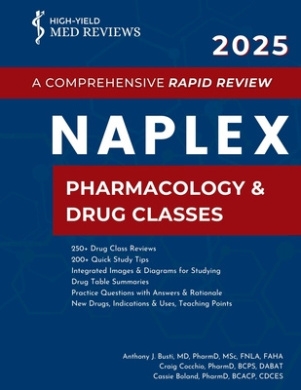 HIGH-YIELD
MED REVIEWS
2025
A COMPREHENSIVE RAPID REVIEW
NAPLEX
PHARMACOLOGY &
DRUG CLASSES
250+ Drug Class Reviews
200+ Quick Study Tips
Integrated Images & Diagrams for Studying
Drug Table Summaries
Practice Questions with Answers & Rationale
New Drugs, Indications & Uses, Teaching Points
Anthony J. Busti, MD, PharmD, MSc, FNLA, FAHA
Craig Cocchio, PharmD, BCPS, DABAT
Cassie Boland, PharmD, BCACP, CDCES